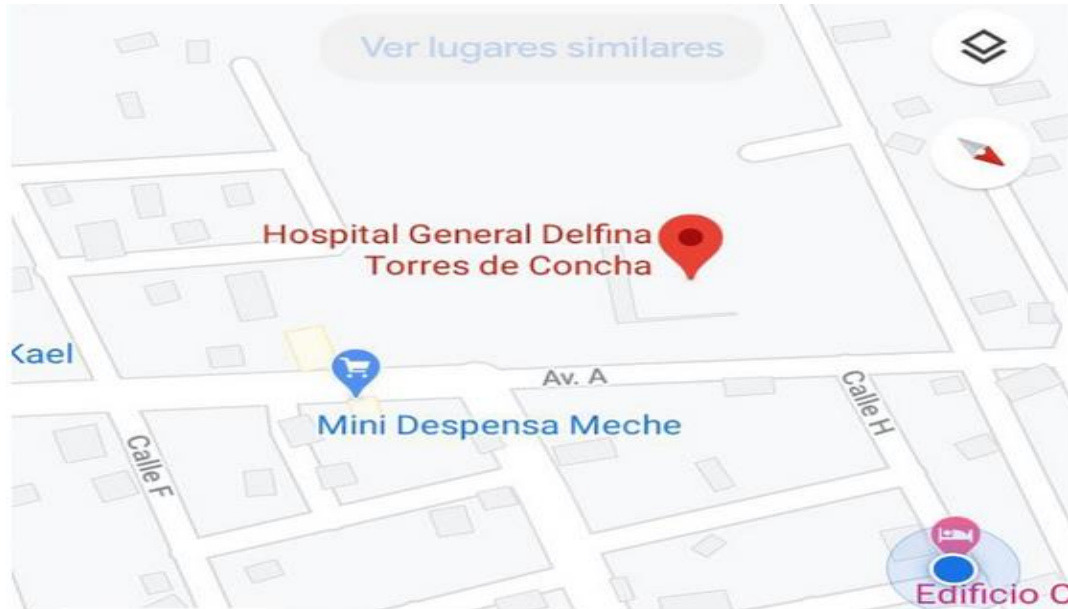 Ver lugares similares
Hospital General Delfina
Torres de Concha
Kael
Av. A
Mini Despensa Meche
Calle H
Calle F
Edificio C